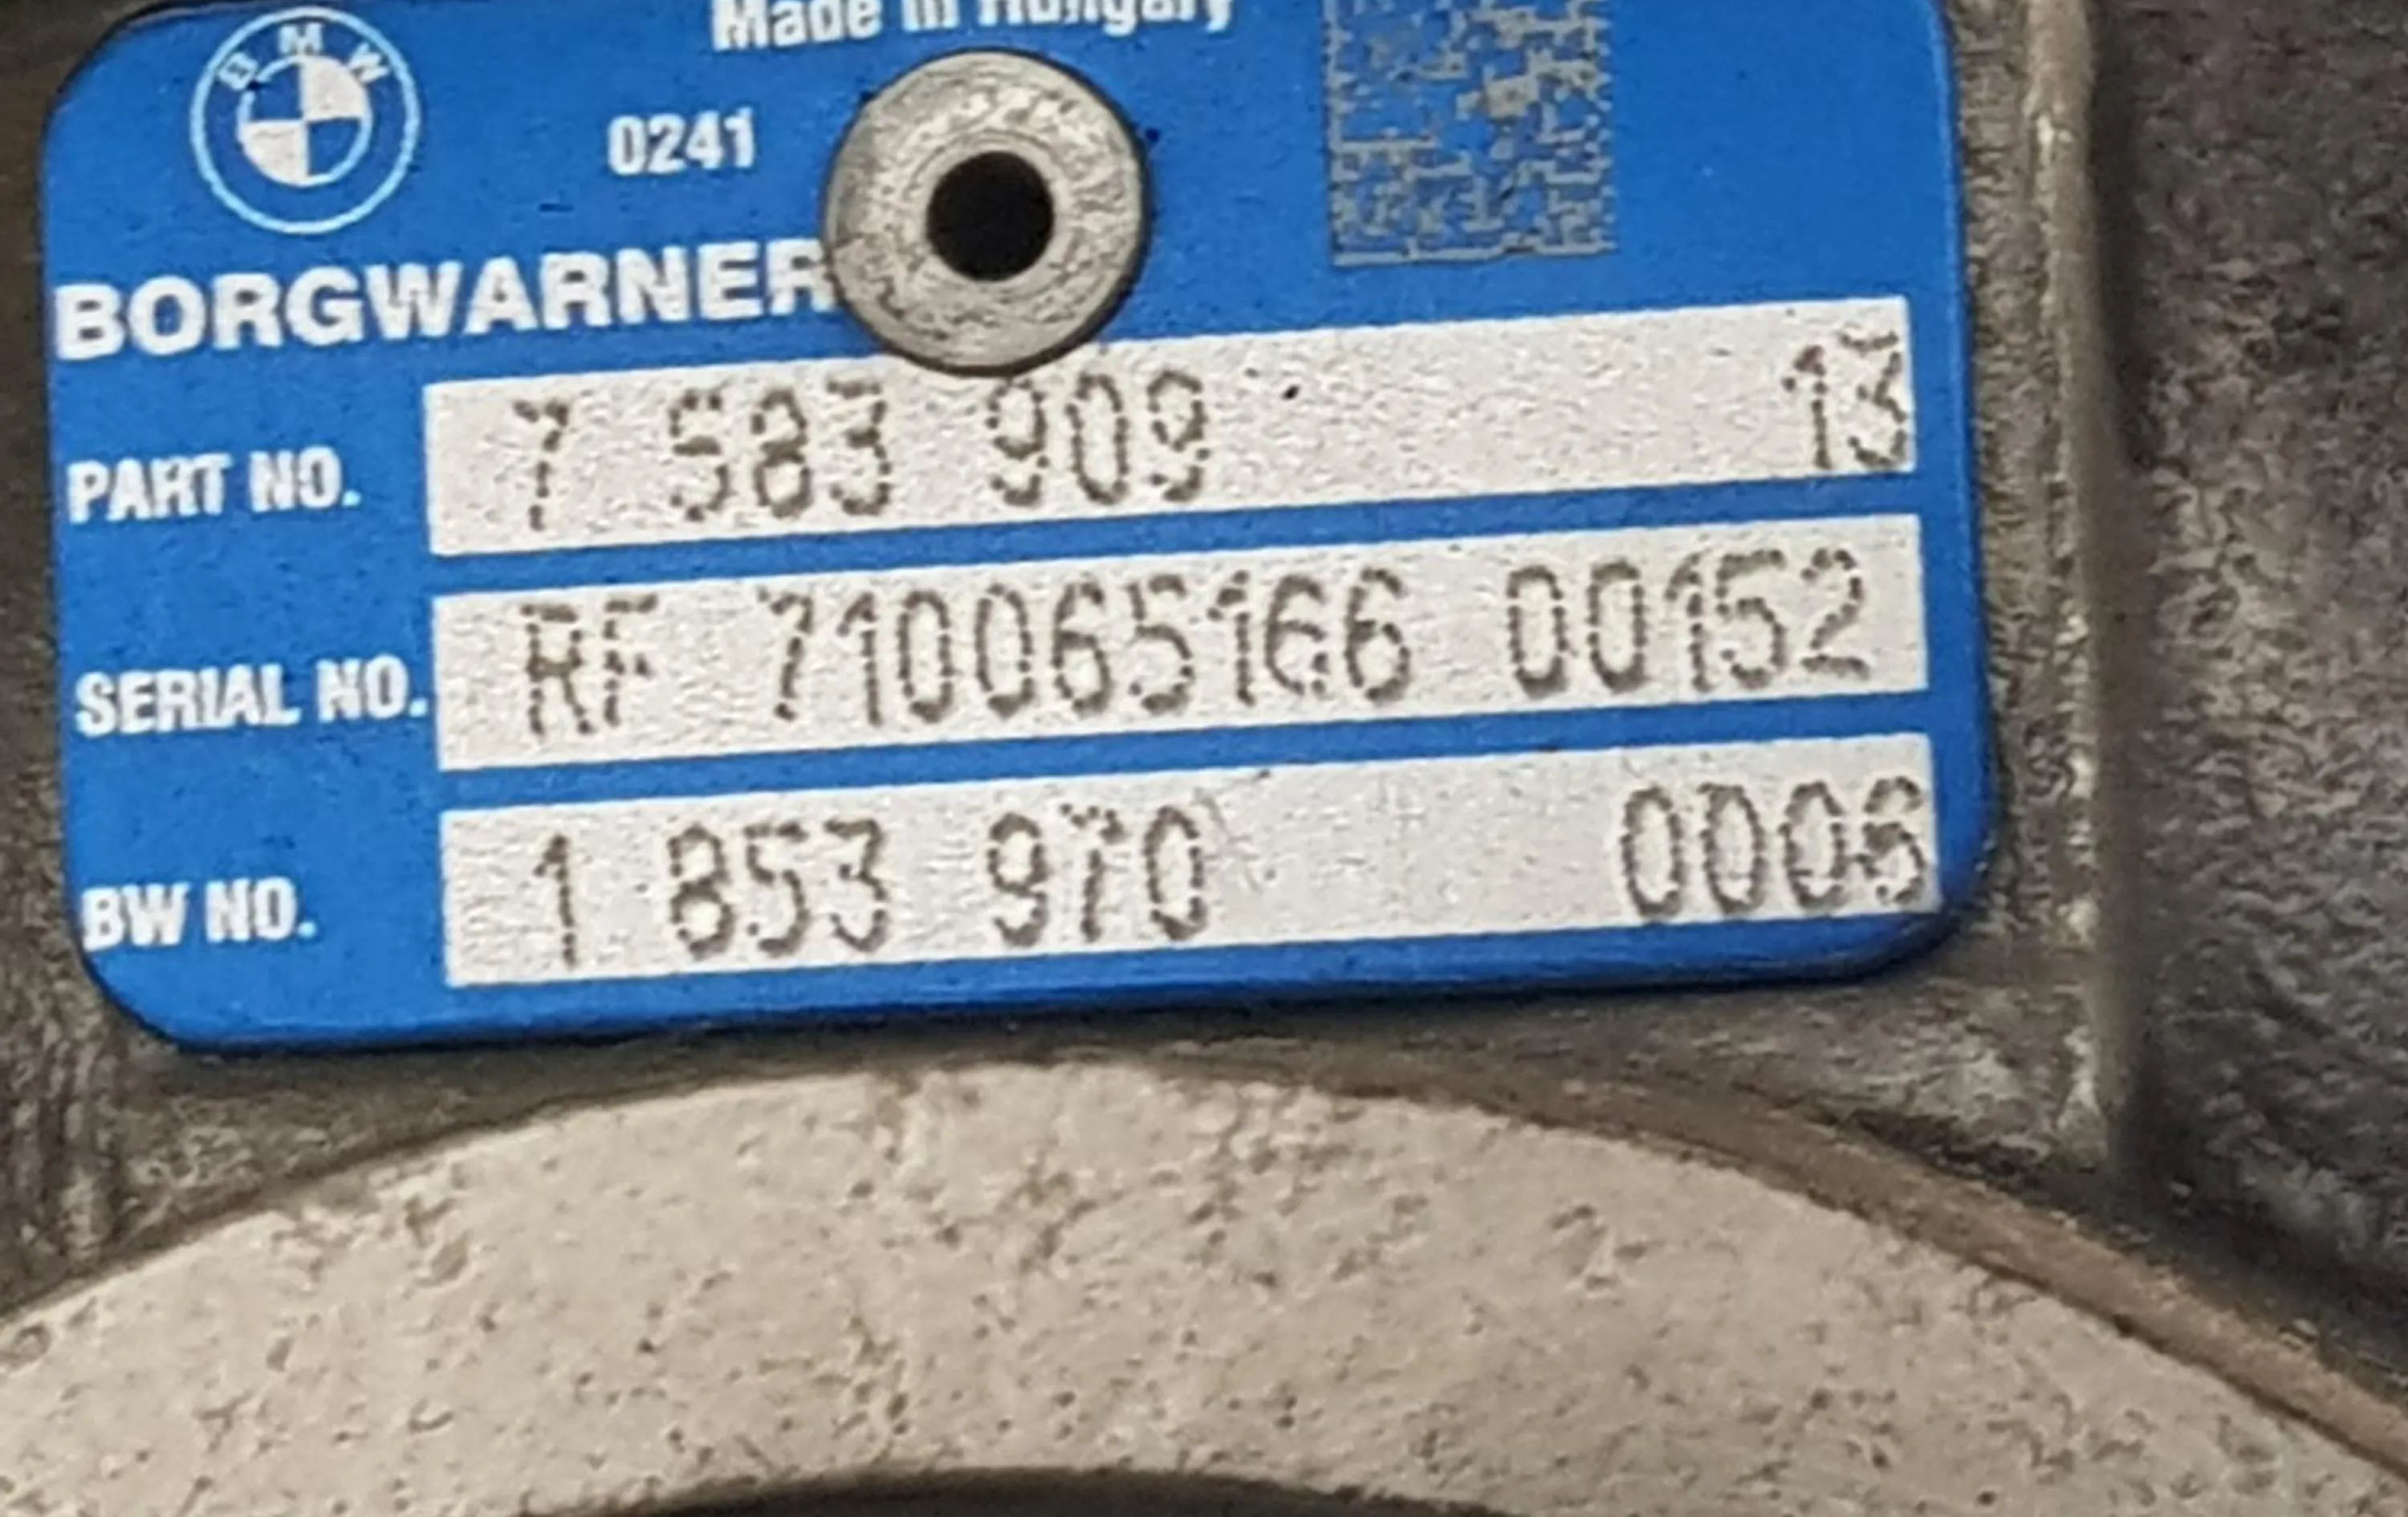 Made in Hungary
BMW
0241
BORGWARNER
PART NO. 7 583 909 13
SERIAL NO. RF 710065166 00152
BW NO. 1 853 970 0006